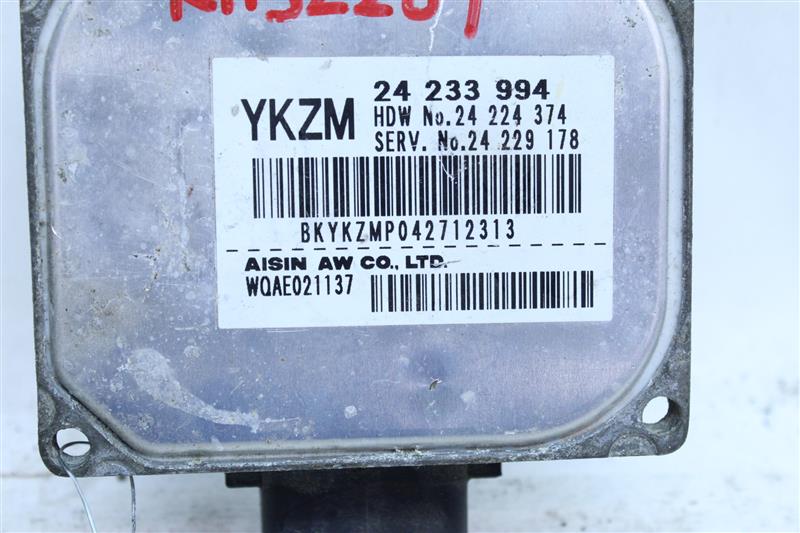 YKZM 24 233 994
HDW No.24 224 374
SERV. No.24 229 178
BKYKZMP042712313
AISIN AW CO., LTD.
WQAE021137